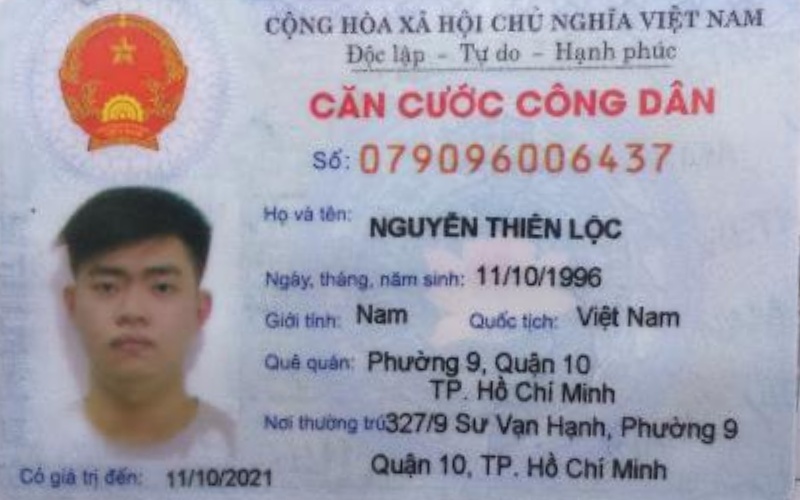 CỘNG HÒA XÃ HỘI CHỦ NGHĨA VIỆT NAM
Độc lập - Tự do - Hạnh phúc
CĂN CƯỚC CÔNG DÂN
Số: 079096006437
Họ và tên: NGUYỄN THIÊN LỘC
Ngày, tháng, năm sinh: 11/10/1996
Giới tính: Nam Quốc tịch: Việt Nam
Quê quán: Phường 9, Quận 10
TP. Hồ Chí Minh
Nơi thường trú 327/9 Sư Vạn Hạnh, Phường 9
Quận 10, TP. Hồ Chí Minh
Có giá trị đến: 11/10/2021